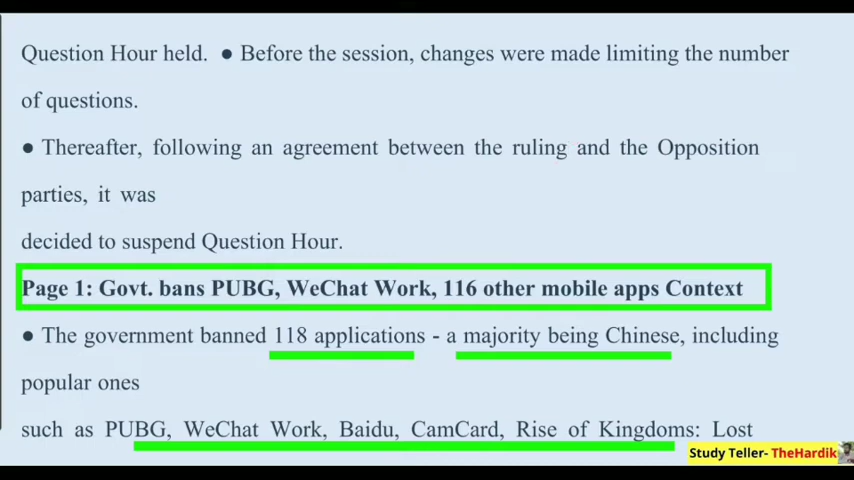 Question Hour held. ● Before the session, changes were made limiting the number
of questions.
● Thereafter, following an agreement between the ruling and the Opposition
parties, it was
decided to suspend Question Hour.
Page 1: Govt. bans PUBG, WeChat Work, 116 other mobile apps Context
● The government banned 118 applications - a majority being Chinese, including
popular ones
such as PUBG, WeChat Work, Baidu, CamCard, Rise of Kingdoms: Lost
Study Teller- TheHardik